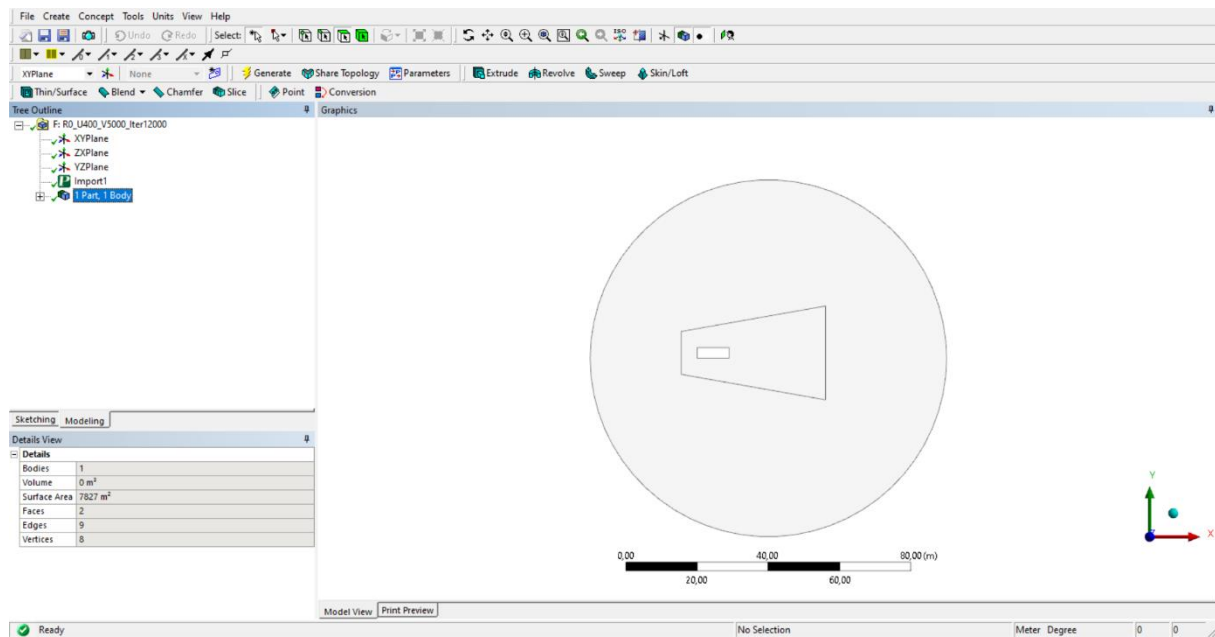 File Create Concept Tools Units View Help
Undo Redo Select:
XYPlane None Generate Share Topology Parameters Extrude Revolve Sweep Skin/Loft
Thin/Surface Blend Chamfer Slice Point Conversion
Tree Outline
F: R0_U400_V5000_Iter12000
XYPlane
ZXPlane
YZPlane
Import1
1 Part, 1 Body
Sketching Modeling
Details View
Details
Bodies 1
Volume 0 m³
Surface Area 7827 m²
Faces 2
Edges 9
Vertices 8
Graphics
Y
X
0,00 40,00 80,00 (m)
20,00 60,00
Model View Print Preview
Ready No Selection Meter Degree 0 0